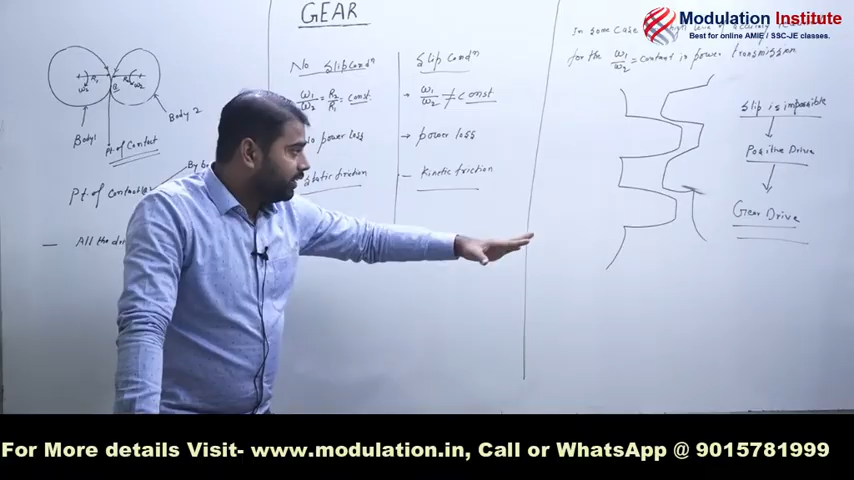 GEAR
Modulation Institute
Best for online AMIE / SSC-JE classes.
In some case
for the ω1/ω2 = constant in power transmission
No Slip Condn
ω1/ω2 = R2/R1 = const.
No power loss
Static friction
Slip Condn
→ ω1/ω2 ≠ const
→ power loss
— Kinetic friction
R1
Body 1
Body 2
Pt. of Contact
Pt. of Contact
— All the
Slip is impossible
Positive Drive
Gear Drive
For More details Visit- www.modulation.in, Call or WhatsApp @ 9015781999